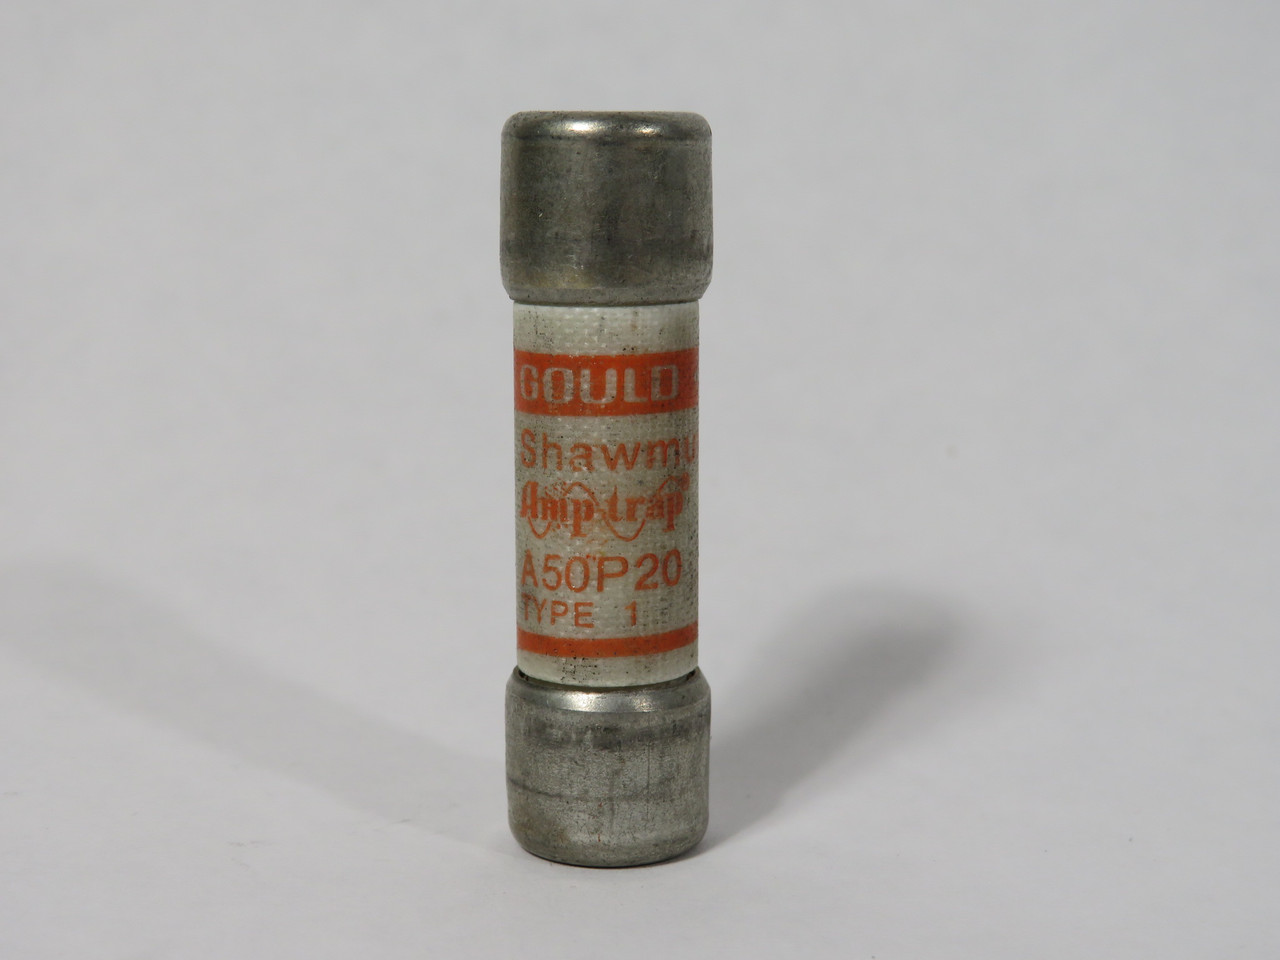 GOULD
Shawmu
Amp-trap®
A50P20
TYPE 1